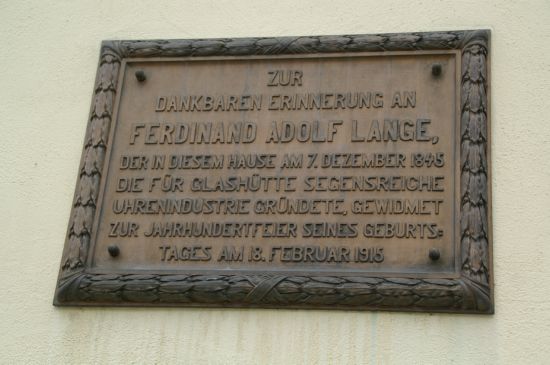 ZUR
DANKBAREN ERINNERUNG AN
FERDINAND ADOLF LANGE,
DER IN DIESEM HAUSE AM 7. DEZEMBER 1845
DIE FÜR GLASHÜTTE SEGENSREICHE
UHRENINDUSTRIE GRÜNDETE, GEWIDMET
ZUR JAHRHUNDERTFEIER SEINES GEBURTS=
TAGES AM 18. FEBRUAR 1915